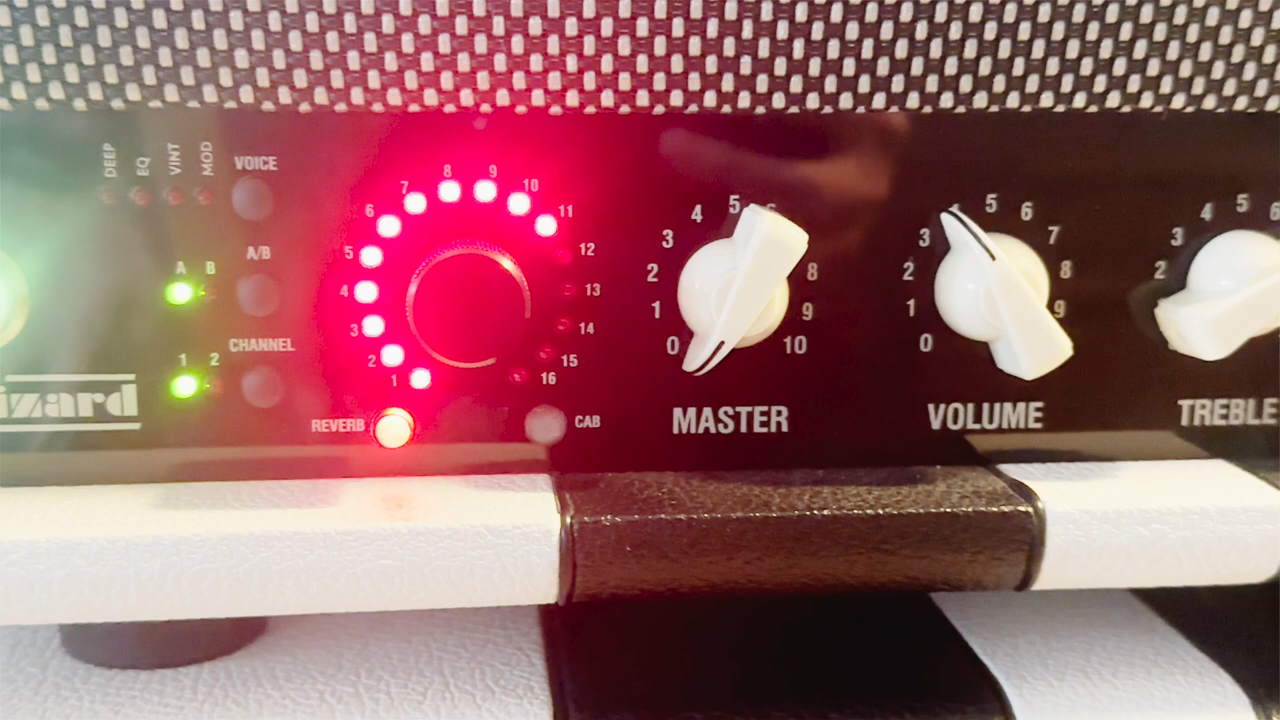 DEEP EQ VINT MOD VOICE
A B A/B
1 2 CHANNEL
1 2 3 4 5 6 7 8 9 10 11 12 13 14 15 16
REVERB CAB
0 1 2 3 4 5 8 9 10
MASTER
0 1 2 3 5 6 7 8 9
VOLUME
2 3 4 5 6
TREBLE
izard